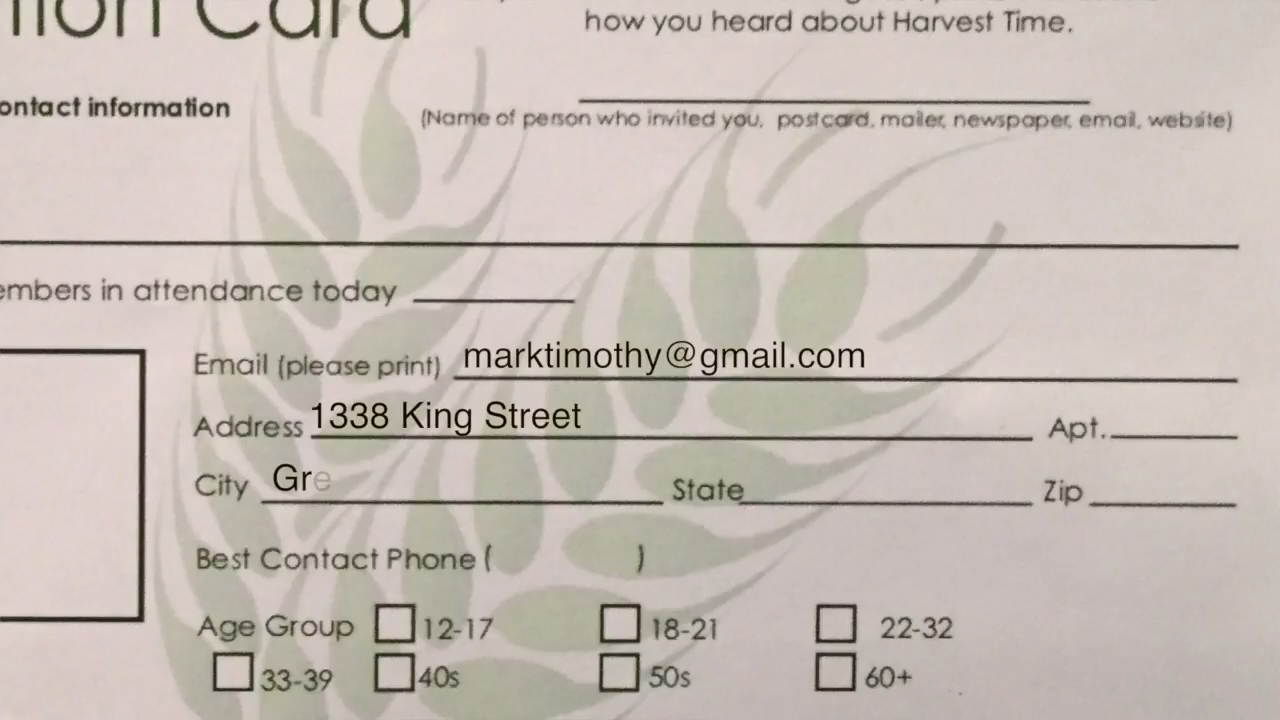 tion Card
how you heard about Harvest Time.
ontact information
(Name of person who invited you, postcard, mailer, newspaper, email, website)
embers in attendance today
Email (please print) marktimothy@gmail.com
Address 1338 King Street Apt.
City Gre State Zip
Best Contact Phone ( )
Age Group 12-17 18-21 22-32
33-39 40s 50s 60+